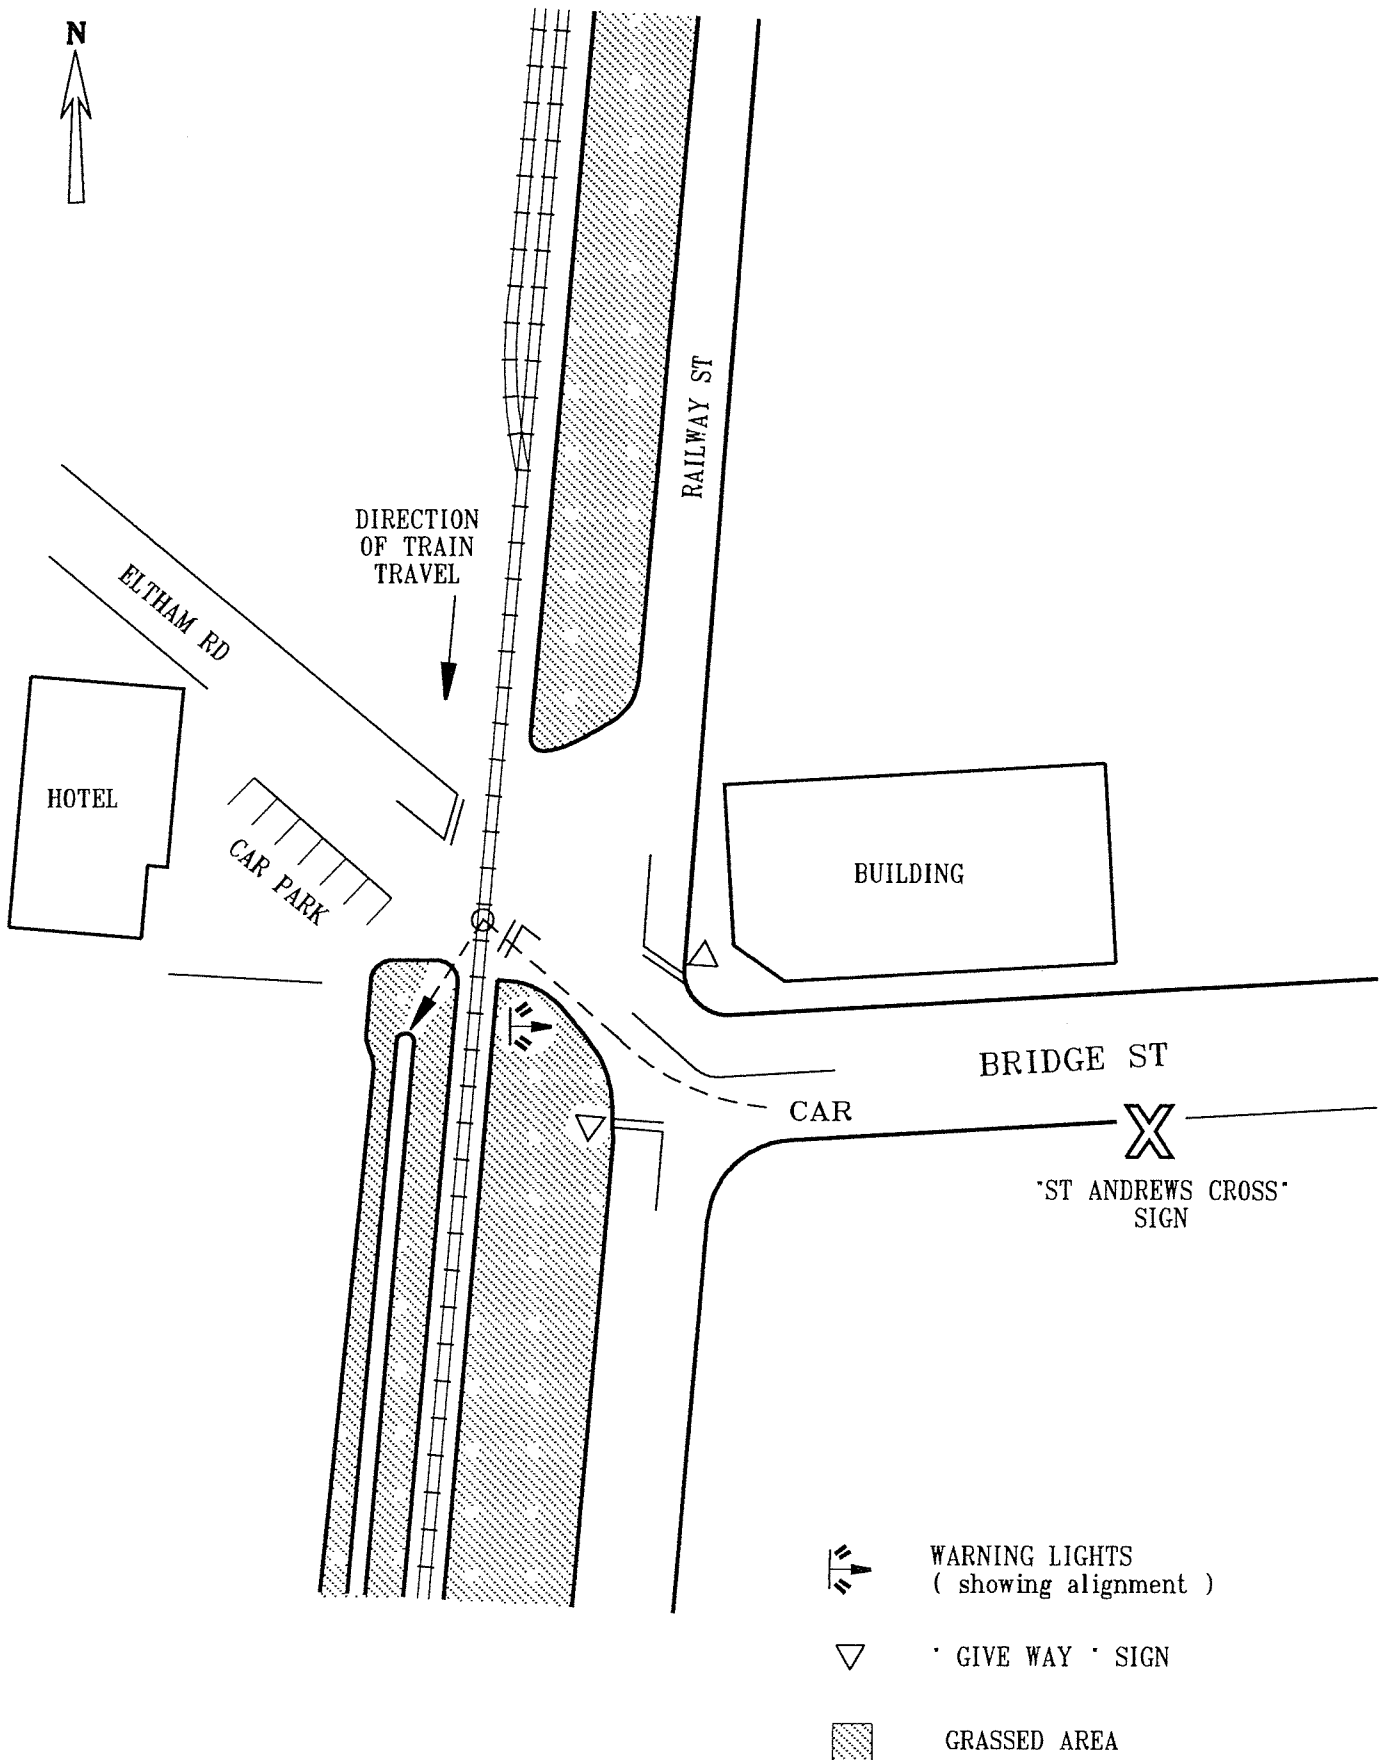 N
RAILWAY ST
DIRECTION
OF TRAIN
TRAVEL
ELTHAM RD
HOTEL
CAR PARK
BUILDING
BRIDGE ST
CAR
X
"ST ANDREWS CROSS"
SIGN
WARNING LIGHTS
( showing alignment )
" GIVE WAY " SIGN
GRASSED AREA